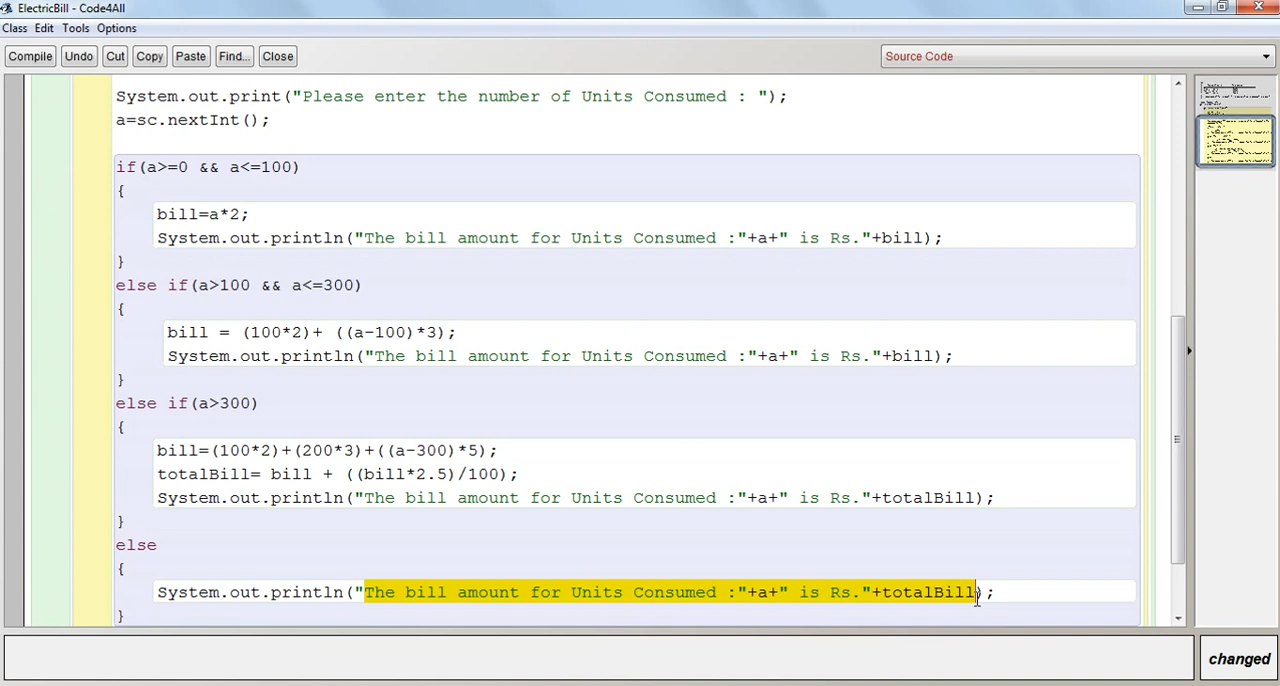 ElectricBill - Code4All
Class Edit Tools Options
Compile Undo Cut Copy Paste Find... Close Source Code
System.out.print("Please enter the number of Units Consumed : ");
a=sc.nextInt();
if(a>=0 && a<=100)
{
bill=a*2;
System.out.println("The bill amount for Units Consumed :"+a+" is Rs."+bill);
}
else if(a>100 && a<=300)
{
bill = (100*2)+ ((a-100)*3);
System.out.println("The bill amount for Units Consumed :"+a+" is Rs."+bill);
}
else if(a>300)
{
bill=(100*2)+(200*3)+((a-300)*5);
totalBill= bill + ((bill*2.5)/100);
System.out.println("The bill amount for Units Consumed :"+a+" is Rs."+totalBill);
}
else
{
System.out.println("The bill amount for Units Consumed :"+a+" is Rs."+totalBill);
}
changed